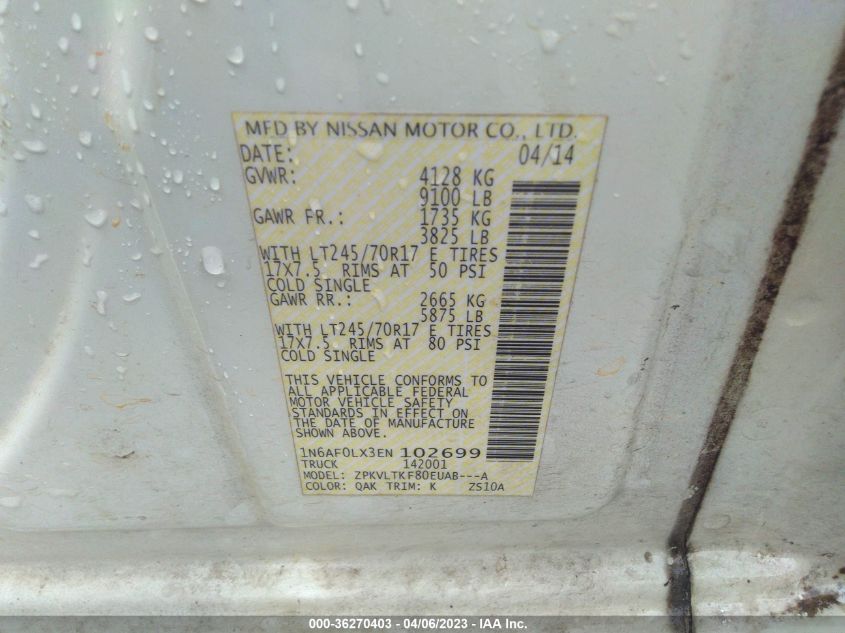 MFD BY NISSAN MOTOR CO., LTD.
DATE: 04/14
GVWR: 4128 KG
9100 LB
GAWR FR.: 1735 KG
3825 LB
WITH LT245/70R17 E TIRES
17X7.5 RIMS AT 50 PSI
COLD SINGLE
GAWR RR.: 2665 KG
5875 LB
WITH LT245/70R17 E TIRES
17X7.5 RIMS AT 80 PSI
COLD SINGLE
THIS VEHICLE CONFORMS TO
ALL APPLICABLE FEDERAL
MOTOR VEHICLE SAFETY
STANDARDS IN EFFECT ON
THE DATE OF MANUFACTURE
SHOWN ABOVE.
1N6AF0LX3EN 102699
TRUCK 142001
MODEL: ZPKVLTKF80EUAB---A
COLOR: QAK TRIM: K ZS10A
000-36270403 - 04/06/2023 - IAA Inc.